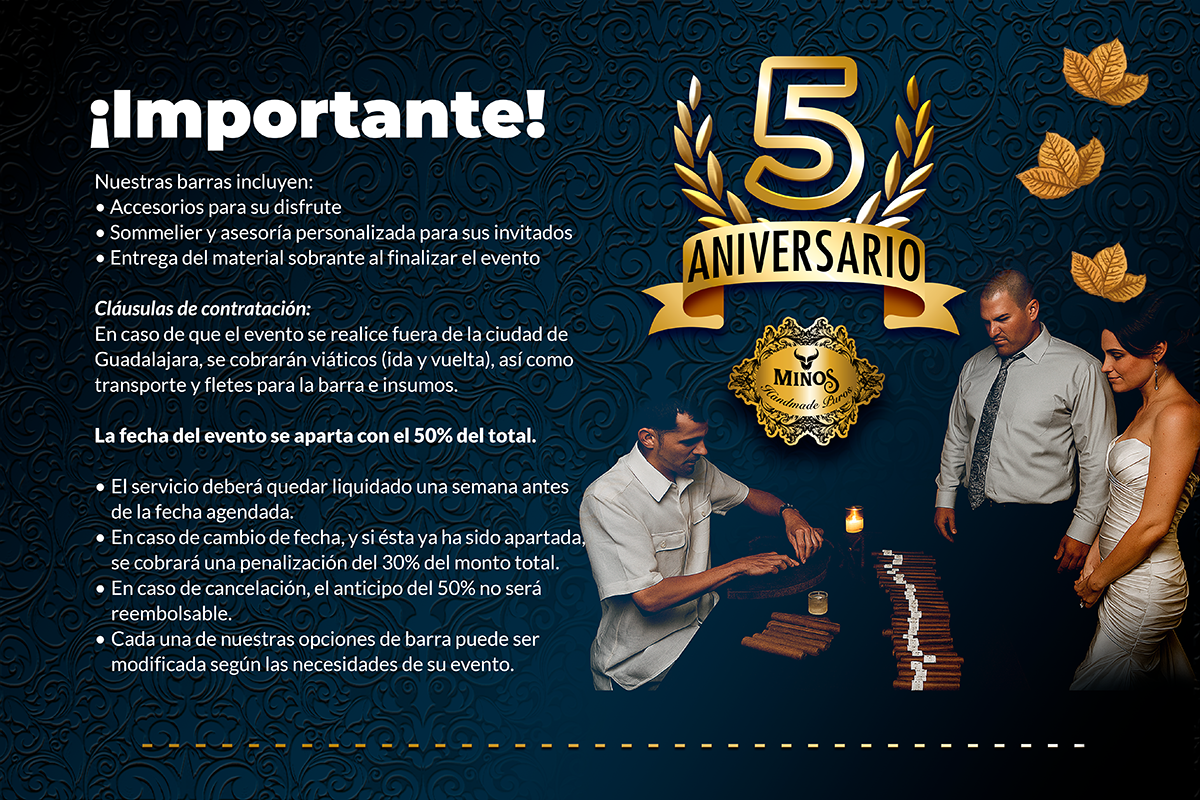 ¡Importante!
Nuestras barras incluyen:
• Accesorios para su disfrute
• Sommelier y asesoría personalizada para sus invitados
• Entrega del material sobrante al finalizar el evento
Cláusulas de contratación:
En caso de que el evento se realice fuera de la ciudad de
Guadalajara, se cobrarán viáticos (ida y vuelta), así como
transporte y fletes para la barra e insumos.
La fecha del evento se aparta con el 50% del total.
• El servicio deberá quedar liquidado una semana antes
de la fecha agendada.
• En caso de cambio de fecha, y si ésta ya ha sido apartada,
se cobrará una penalización del 30% del monto total.
• En caso de cancelación, el anticipo del 50% no será
reembolsable.
• Cada una de nuestras opciones de barra puede ser
modificada según las necesidades de su evento.
5
ANIVERSARIO
MINOS
Handmade Puros